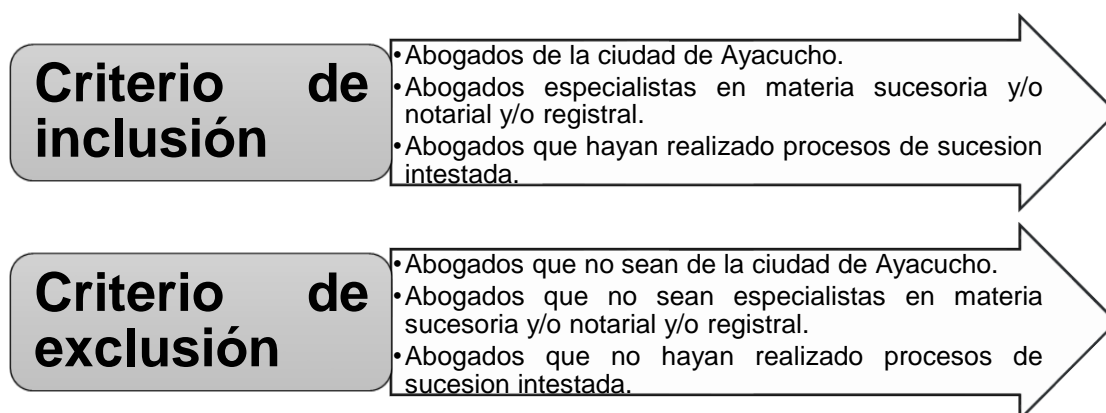 Criterio de
inclusión
•Abogados de la ciudad de Ayacucho.
•Abogados especialistas en materia sucesoria y/o
notarial y/o registral.
•Abogados que hayan realizado procesos de sucesion
intestada.
Criterio de
exclusión
•Abogados que no sean de la ciudad de Ayacucho.
•Abogados que no sean especialistas en materia
sucesoria y/o notarial y/o registral.
•Abogados que no hayan realizado procesos de
sucesion intestada.